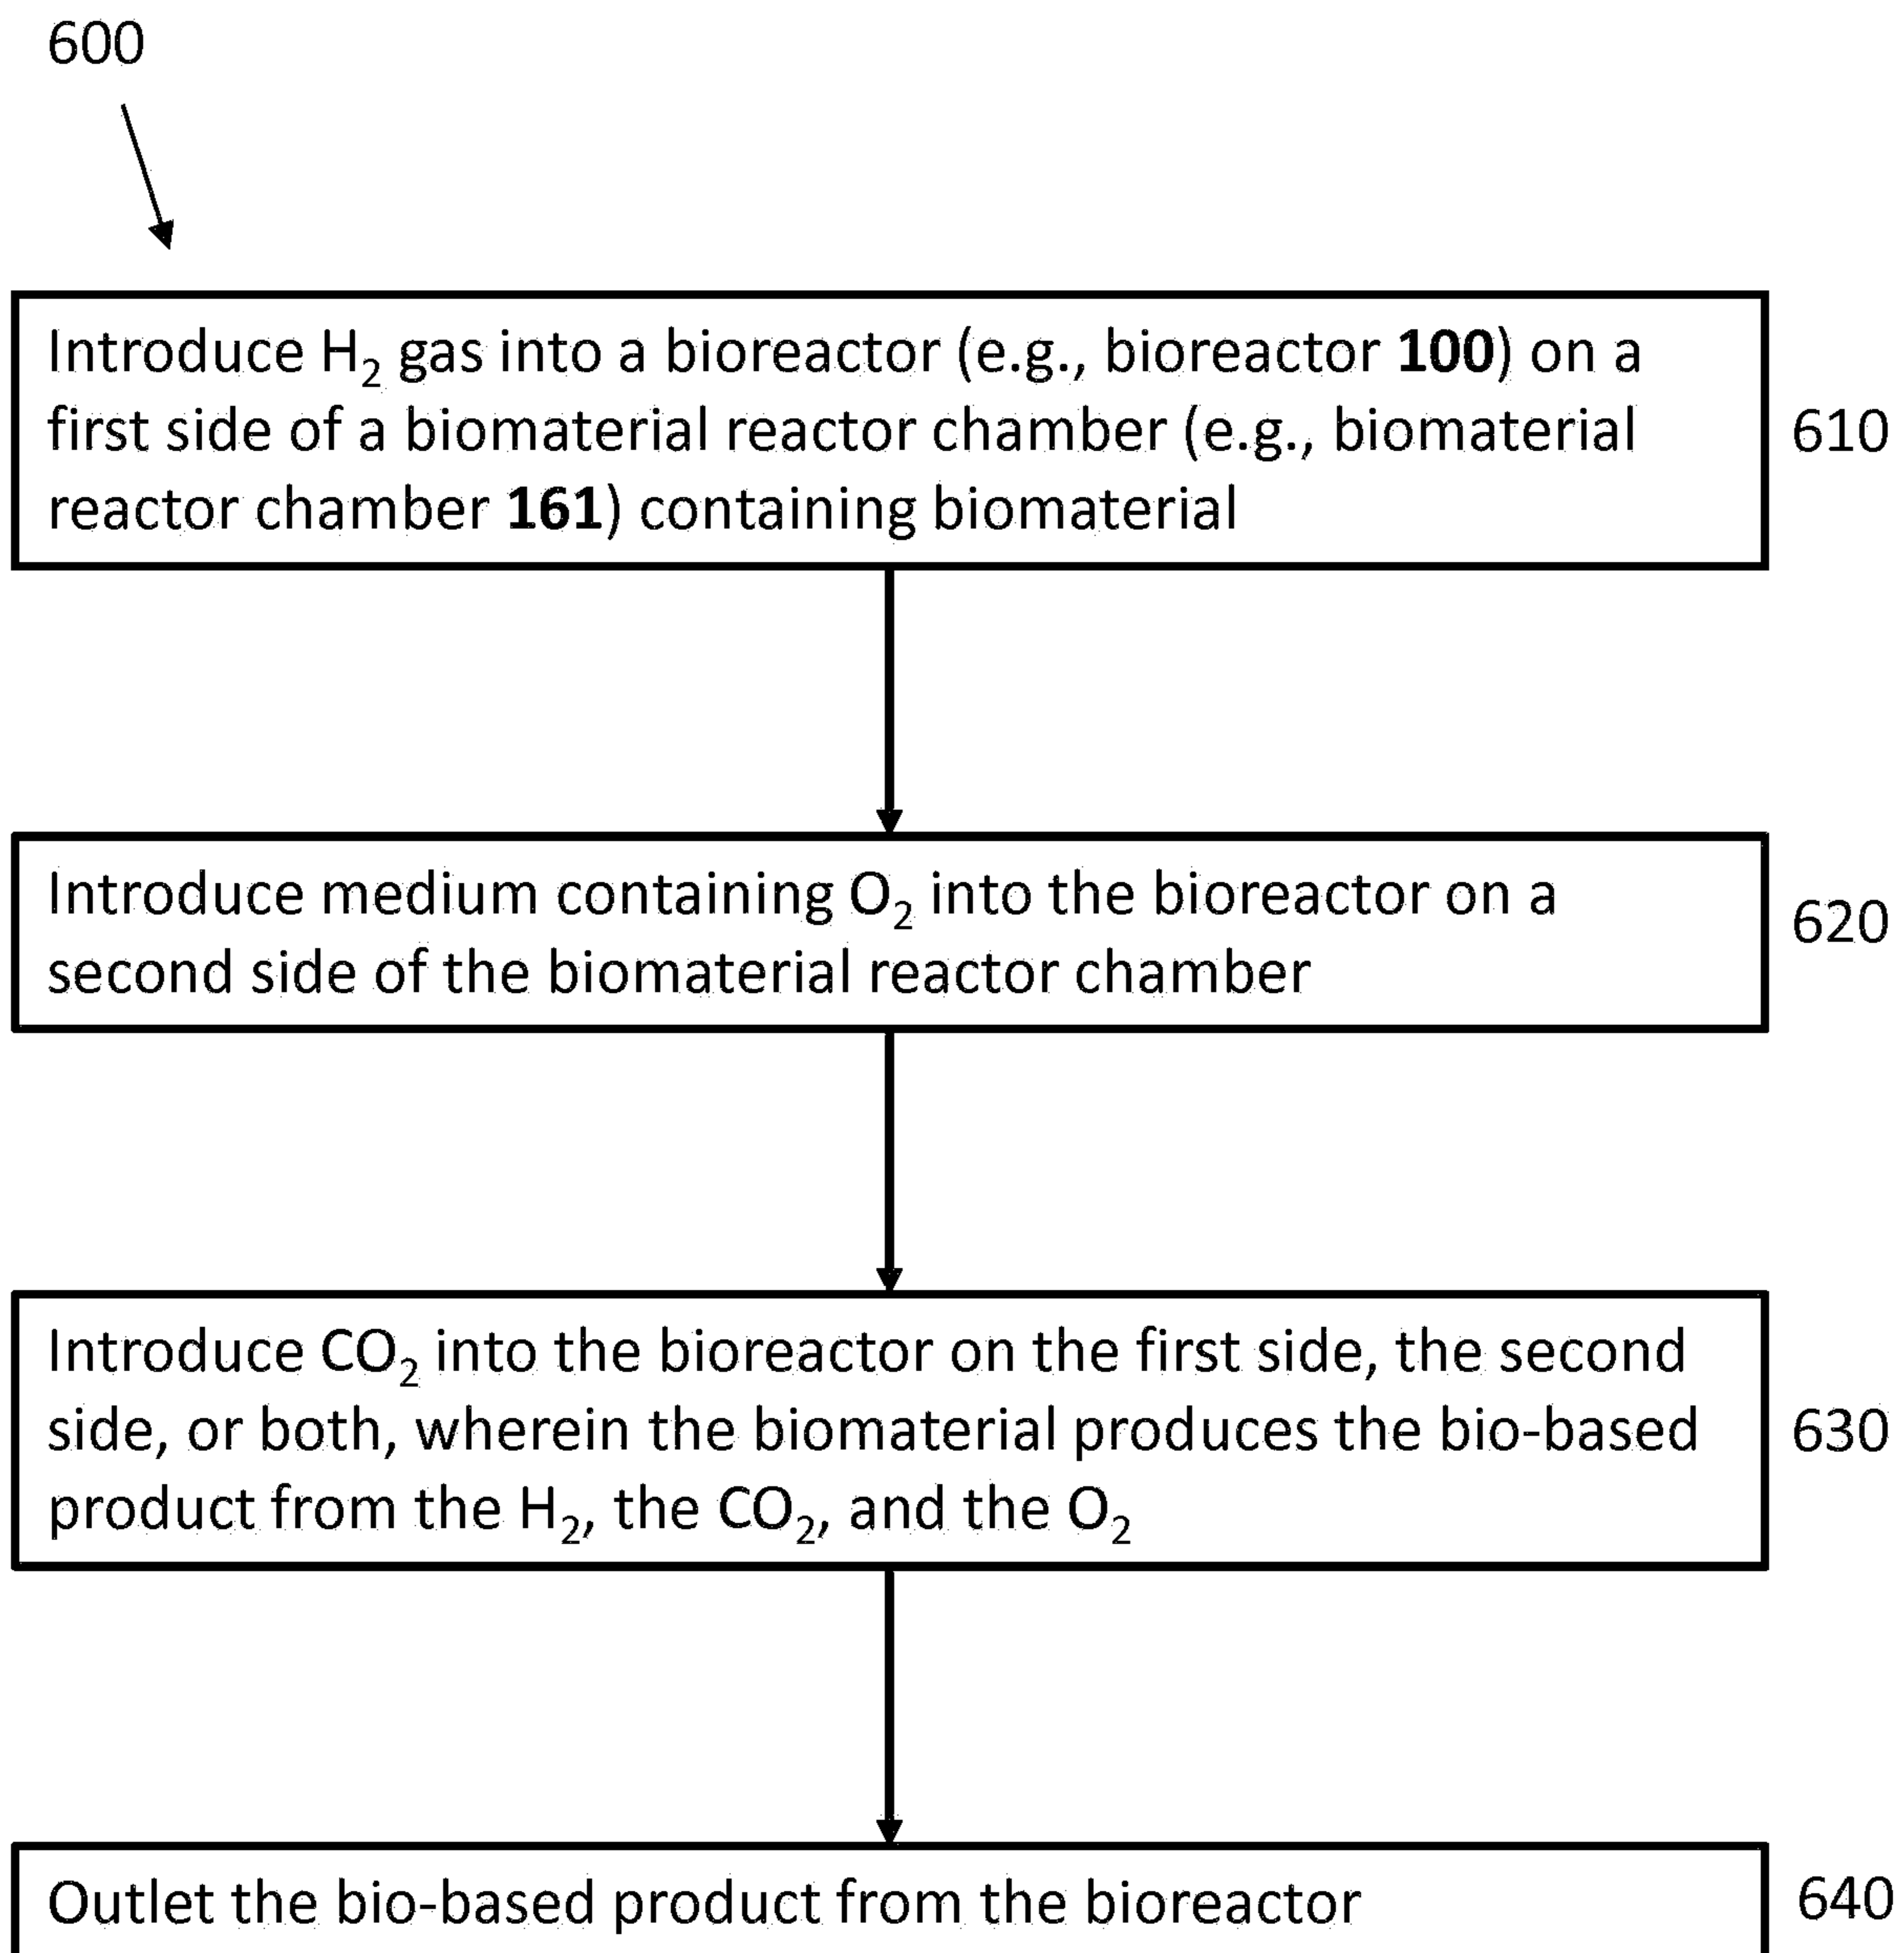 600
Introduce H₂ gas into a bioreactor (e.g., bioreactor 100) on a
first side of a biomaterial reactor chamber (e.g., biomaterial
reactor chamber 161) containing biomaterial
610
Introduce medium containing O₂ into the bioreactor on a
second side of the biomaterial reactor chamber
620
Introduce CO₂ into the bioreactor on the first side, the second
side, or both, wherein the biomaterial produces the bio-based
product from the H₂, the CO₂, and the O₂
630
Outlet the bio-based product from the bioreactor
640